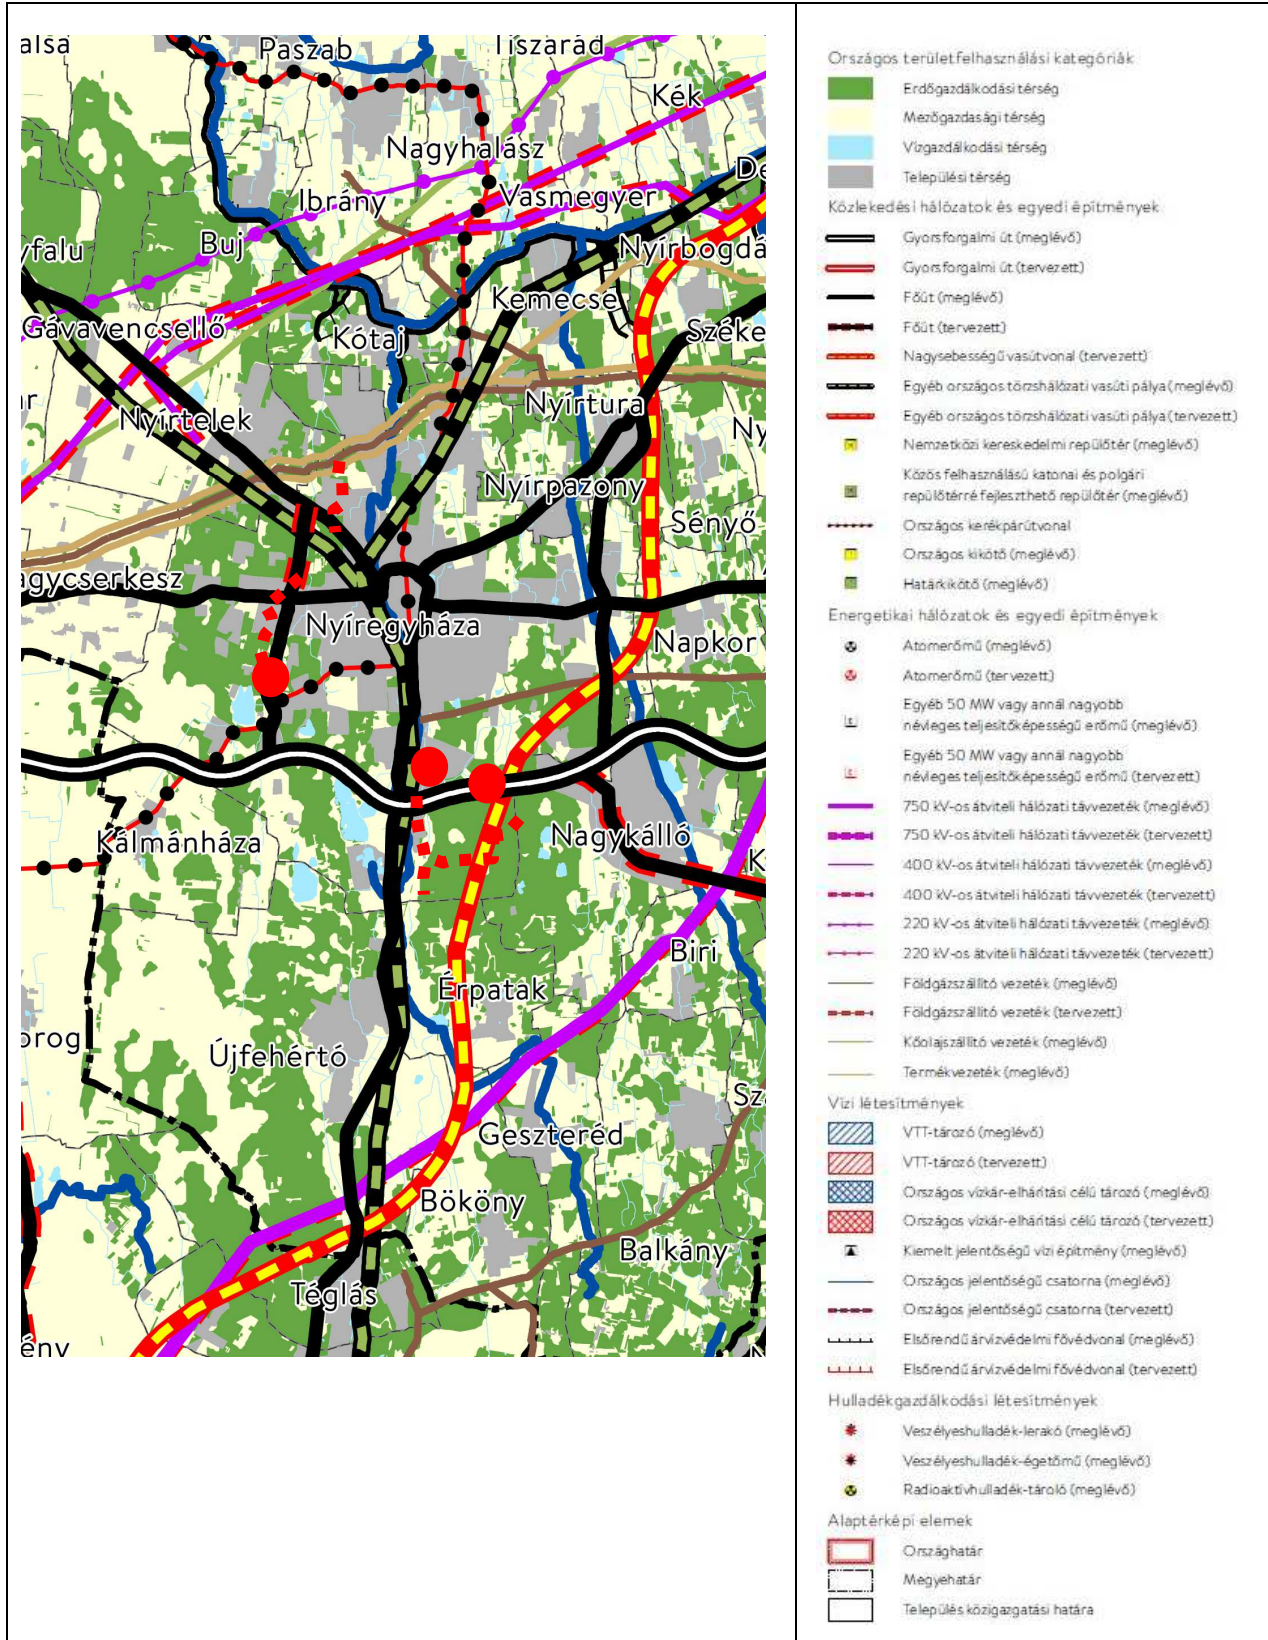 alsa
Paszab
Tiszarád
Kék
Nagyhalász
De
Ibrány
Vasmegyer
Buj
yfalu
Nyírbogdá
Kemecse
Gávavencsellő
Kótaj
Széke
ar
Nyírtura
Nyírtelek
Ny
Nyírpazony
Sényő
agycserkesz
Nyíregyháza
Napkor
Kálmánháza
Nagykálló
K
Biri
Érpatak
orog
Újfehértó
Sz
Geszteréd
Bököny
Balkány
Téglás
ény
N
Országos területfelhasználási kategóriák
Erdőgazdálkodási térség
Mezőgazdasági térség
Vízgazdálkodási térség
Települési térség
Közlekedési hálózatok és egyedi építmények
Gyorsforgalmi út (meglévő)
Gyorsforgalmi út (tervezett)
Főút (meglévő)
Főút (tervezett)
Nagysebességű vasútvonal (tervezett)
Egyéb országos törzshálózati vasúti pálya (meglévő)
Egyéb országos törzshálózati vasúti pálya (tervezett)
Nemzetközi kereskedelmi repülőtér (meglévő)
Közös felhasználású katonai és polgári
repülőtérré fejleszthető repülőtér (meglévő)
Országos kerékpárútvonal
Országos kikötő (meglévő)
Határkikötő (meglévő)
Energetikai hálózatok és egyedi építmények
Atomerőmű (meglévő)
Atomerőmű (tervezett)
Egyéb 50 MW vagy annál nagyobb
névleges teljesítőképességű erőmű (meglévő)
Egyéb 50 MW vagy annál nagyobb
névleges teljesítőképességű erőmű (tervezett)
750 kV-os átviteli hálózati távvezeték (meglévő)
750 kV-os átviteli hálózati távvezeték (tervezett)
400 kV-os átviteli hálózati távvezeték (meglévő)
400 kV-os átviteli hálózati távvezeték (tervezett)
220 kV-os átviteli hálózati távvezeték (meglévő)
220 kV-os átviteli hálózati távvezeték (tervezett)
Földgázszállító vezeték (meglévő)
Földgázszállító vezeték (tervezett)
Kőolajszállító vezeték (meglévő)
Termékvezeték (meglévő)
Vízi létesítmények
VTT-tározó (meglévő)
VTT-tározó (tervezett)
Országos vízkár-elhárítási célú tározó (meglévő)
Országos vízkár-elhárítási célú tározó (tervezett)
Kiemelt jelentőségű vízi építmény (meglévő)
Országos jelentőségű csatorna (meglévő)
Országos jelentőségű csatorna (tervezett)
Elsőrendű árvízvédelmi fővédvonal (meglévő)
Elsőrendű árvízvédelmi fővédvonal (tervezett)
Hulladékgazdálkodási létesítmények
Veszélyeshulladék-lerakó (meglévő)
Veszélyeshulladék-égetőmű (meglévő)
Radioaktívhulladék-tároló (meglévő)
Alaptérképi elemek
Országhatár
Megyehatár
Település közigazgatási határa